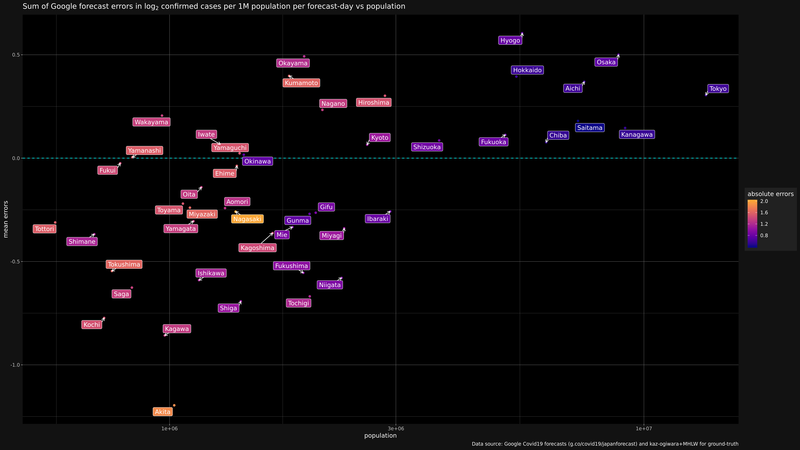 Sum of Google forecast errors in log₂ confirmed cases per 1M population per forecast-day vs population
Hyogo
Okayama
Osaka
Hokkaido
Kumamoto
Aichi
Tokyo
Nagano
Hiroshima
Wakayama
Saitama
Iwate
Chiba
Kanagawa
Kyoto
Fukuoka
Yamanashi
Yamaguchi
Shizuoka
Okinawa
Fukui
Ehime
Oita
Aomori
Toyama
Miyazaki
Gifu
Nagasaki
Gunma
Ibaraki
Tottori
Yamagata
Mie
Miyagi
Shimane
Kagoshima
Tokushima
Fukushima
Ishikawa
Niigata
Saga
Tochigi
Shiga
Kochi
Kagawa
Akita
0.5
0.0
-0.5
-1.0
mean errors
1e+06
3e+06
1e+07
population
absolute errors
2.0
1.6
1.2
0.8
Data source: Google Covid19 forecasts (g.co/covid19/japanforecast) and kaz-ogiwara+MHLW for ground-truth